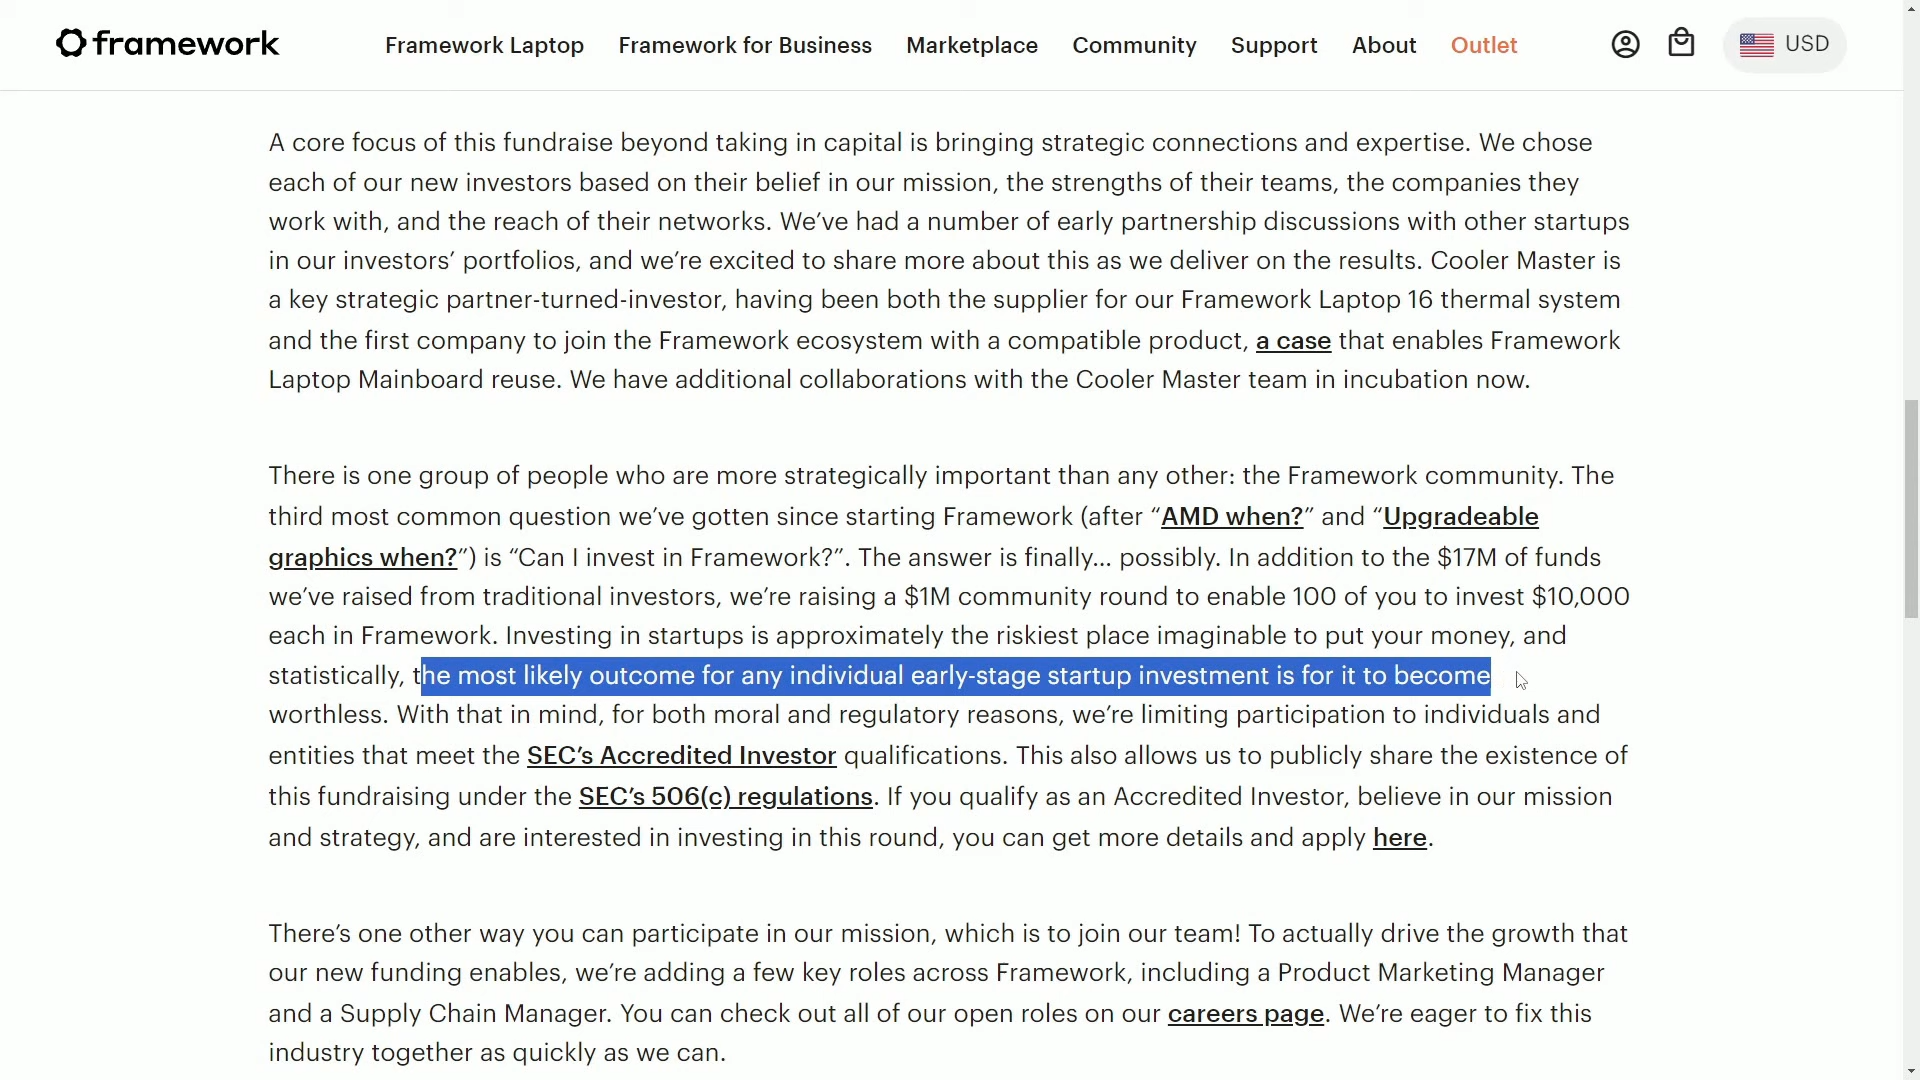 framework
Framework Laptop Framework for Business Marketplace Community Support About Outlet USD
A core focus of this fundraise beyond taking in capital is bringing strategic connections and expertise. We chose
each of our new investors based on their belief in our mission, the strengths of their teams, the companies they
work with, and the reach of their networks. We’ve had a number of early partnership discussions with other startups
in our investors’ portfolios, and we’re excited to share more about this as we deliver on the results. Cooler Master is
a key strategic partner-turned-investor, having been both the supplier for our Framework Laptop 16 thermal system
and the first company to join the Framework ecosystem with a compatible product, a case that enables Framework
Laptop Mainboard reuse. We have additional collaborations with the Cooler Master team in incubation now.
There is one group of people who are more strategically important than any other: the Framework community. The
third most common question we’ve gotten since starting Framework (after “AMD when?” and “Upgradeable
graphics when?”) is “Can I invest in Framework?”. The answer is finally... possibly. In addition to the $17M of funds
we’ve raised from traditional investors, we’re raising a $1M community round to enable 100 of you to invest $10,000
each in Framework. Investing in startups is approximately the riskiest place imaginable to put your money, and
statistically, the most likely outcome for any individual early-stage startup investment is for it to become
worthless. With that in mind, for both moral and regulatory reasons, we’re limiting participation to individuals and
entities that meet the SEC’s Accredited Investor qualifications. This also allows us to publicly share the existence of
this fundraising under the SEC’s 506(c) regulations. If you qualify as an Accredited Investor, believe in our mission
and strategy, and are interested in investing in this round, you can get more details and apply here.
There’s one other way you can participate in our mission, which is to join our team! To actually drive the growth that
our new funding enables, we’re adding a few key roles across Framework, including a Product Marketing Manager
and a Supply Chain Manager. You can check out all of our open roles on our careers page. We’re eager to fix this
industry together as quickly as we can.